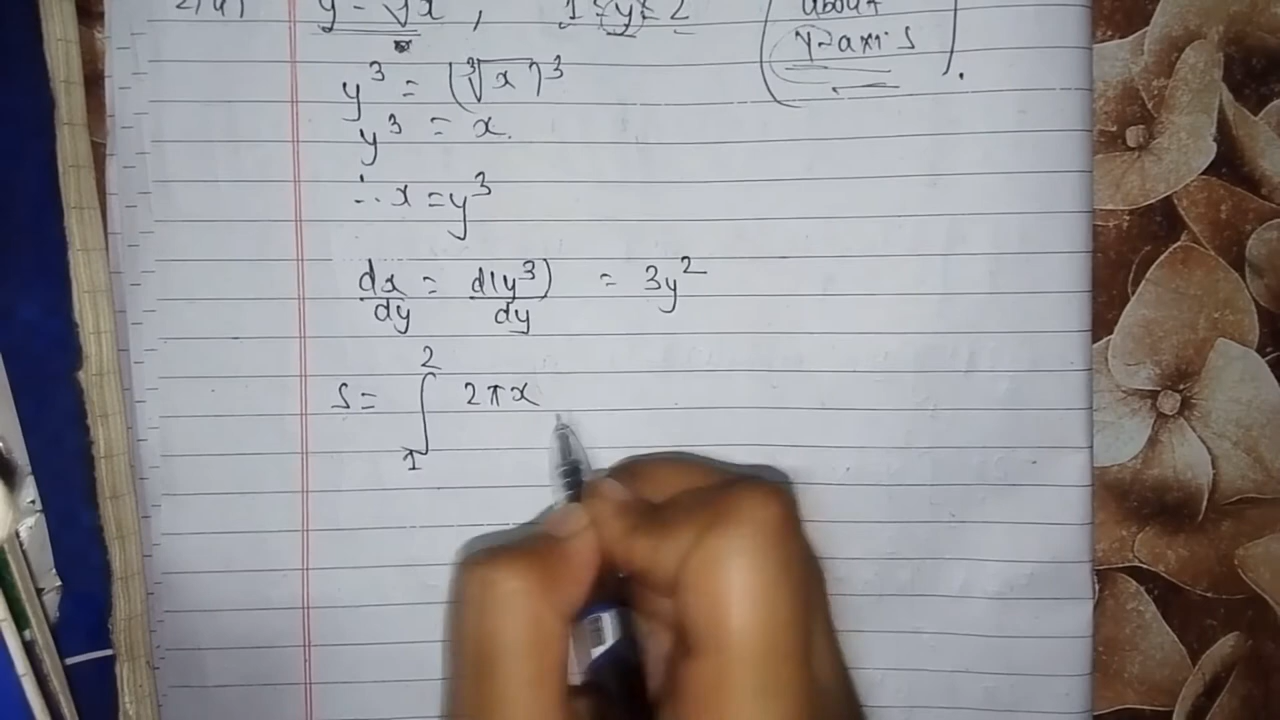 y = ∛x, 1 ≤ y ≤ 2 (about
y-axis).
y³ = (∛x)³
y³ = x.
∴ x = y³
dx/dy = d(y³)/dy = 3y²
S = ∫₁² 2πx